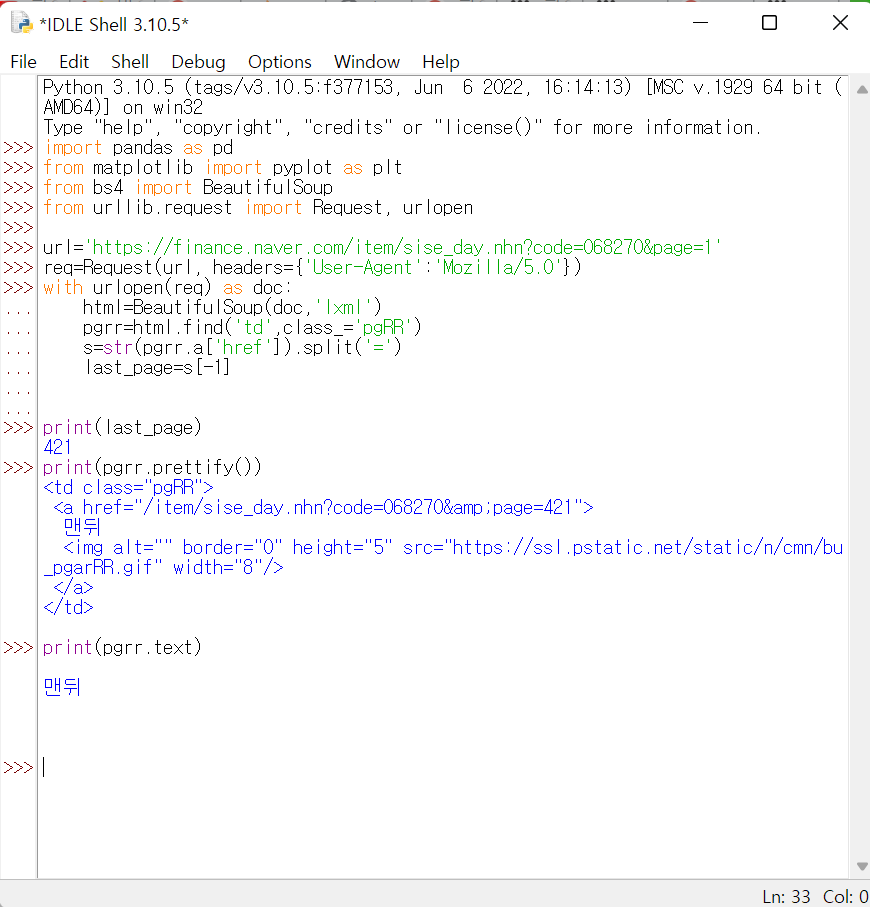 *IDLE Shell 3.10.5*
File Edit Shell Debug Options Window Help
Python 3.10.5 (tags/v3.10.5:f377153, Jun  6 2022, 16:14:13) [MSC v.1929 64 bit (
AMD64)] on win32
Type "help", "copyright", "credits" or "license()" for more information.
>>> import pandas as pd
>>> from matplotlib import pyplot as plt
>>> from bs4 import BeautifulSoup
>>> from urllib.request import Request, urlopen
>>>
>>> url='https://finance.naver.com/item/sise_day.nhn?code=068270&page=1'
>>> req=Request(url, headers={'User-Agent':'Mozilla/5.0'})
>>> with urlopen(req) as doc:
...     html=BeautifulSoup(doc,'lxml')
...     pgrr=html.find('td',class_='pgRR')
...     s=str(pgrr.a['href']).split('=')
...     last_page=s[-1]
...
...
>>> print(last_page)
421
>>> print(pgrr.prettify())
<td class="pgRR">
 <a href="/item/sise_day.nhn?code=068270&amp;page=421">
  맨뒤
  <img alt="" border="0" height="5" src="https://ssl.pstatic.net/static/n/cmn/bu
_pgarRR.gif" width="8"/>
 </a>
</td>
>>> print(pgrr.text)
맨뒤
>>>
Ln: 33 Col: 0